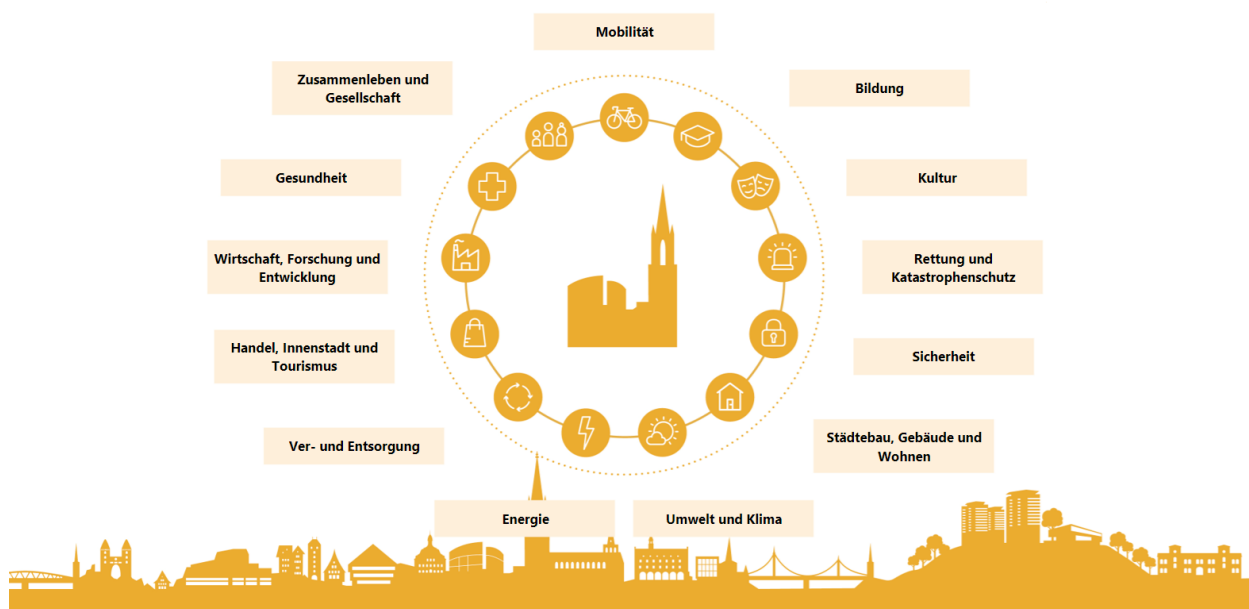 Mobilität
Zusammenleben und
Gesellschaft
Bildung
Gesundheit
Kultur
Wirtschaft, Forschung und
Entwicklung
Rettung und
Katastrophenschutz
Handel, Innenstadt und
Tourismus
Sicherheit
Ver- und Entsorgung
Städtebau, Gebäude und
Wohnen
Energie
Umwelt und Klima